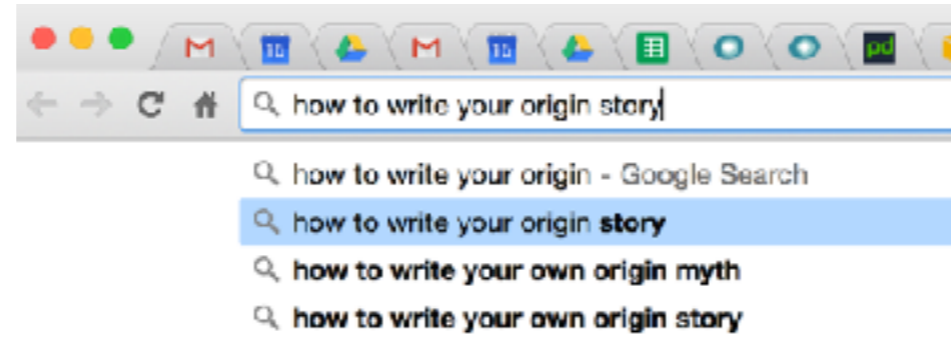 how to write your origin story
how to write your origin - Google Search
how to write your origin story
how to write your own origin myth
how to write your own origin story